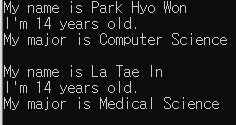 My name is Park Hyo Won
I'm 14 years old.
My major is Computer Science
My name is La Tae In
I'm 14 years old.
My major is Medical Science